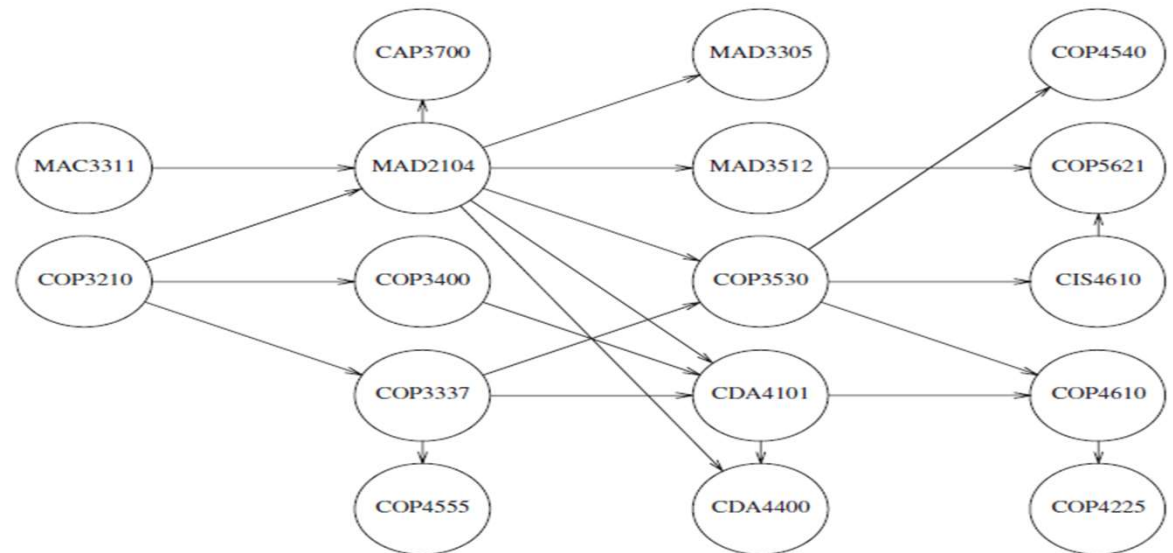 CAP3700 MAD3305 COP4540
MAC3311 MAD2104 MAD3512 COP5621
COP3210 COP3400 COP3530 CIS4610
COP3337 CDA4101 COP4610
COP4555 CDA4400 COP4225